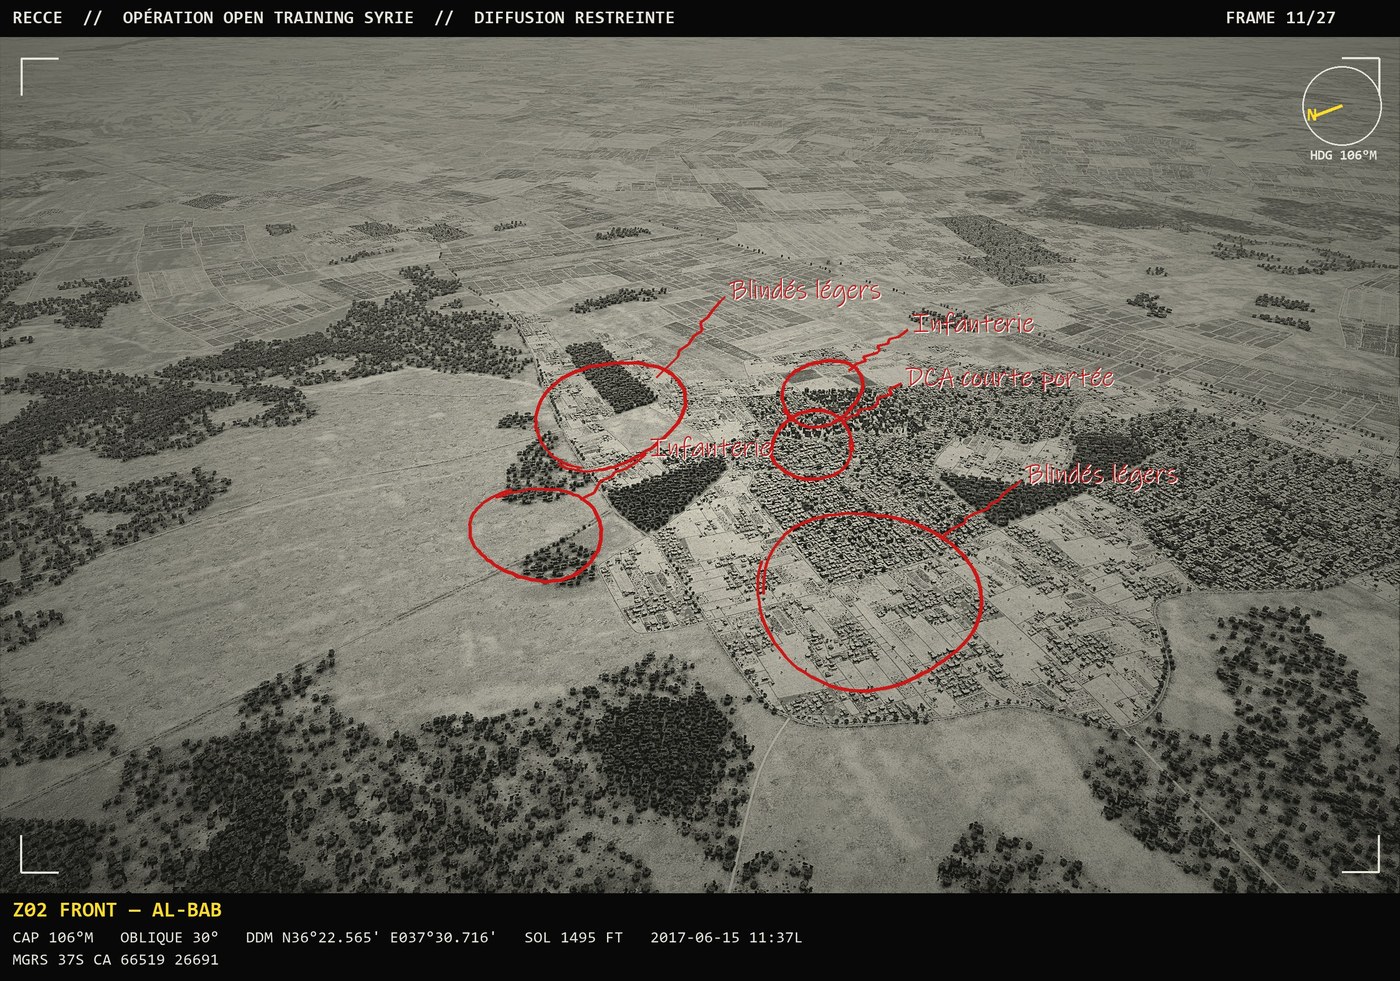 RECCE // OPÉRATION OPEN TRAINING SYRIE // DIFFUSION RESTREINTE
FRAME 11/27
N
HDG 106°M
Blindés légers
Infanterie
DCA courte portée
Infanterie
Blindés légers
Z02 FRONT — AL-BAB
CAP 106°M OBLIQUE 30° DDM N36°22.565' E037°30.716' SOL 1495 FT 2017-06-15 11:37L
MGRS 37S CA 66519 26691